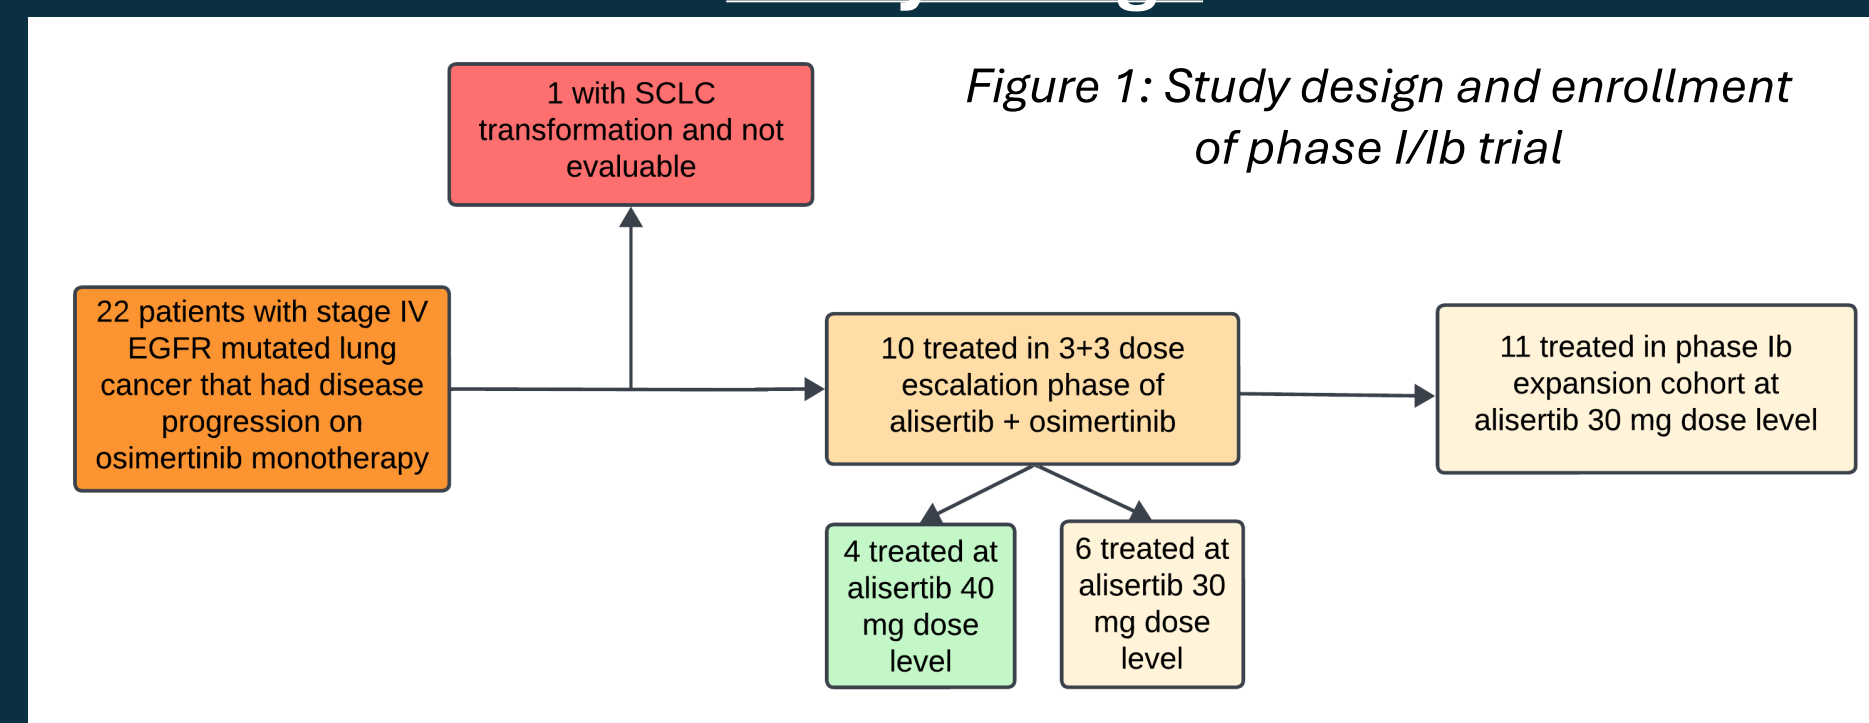 Figure 1: Study design and enrollment
of phase I/Ib trial
1 with SCLC
transformation and not
evaluable
22 patients with stage IV
EGFR mutated lung
cancer that had disease
progression on
osimertinib monotherapy
10 treated in 3+3 dose
escalation phase of
alisertib + osimertinib
11 treated in phase Ib
expansion cohort at
alisertib 30 mg dose level
4 treated at
alisertib 40
mg dose
level
6 treated at
alisertib 30
mg dose
level